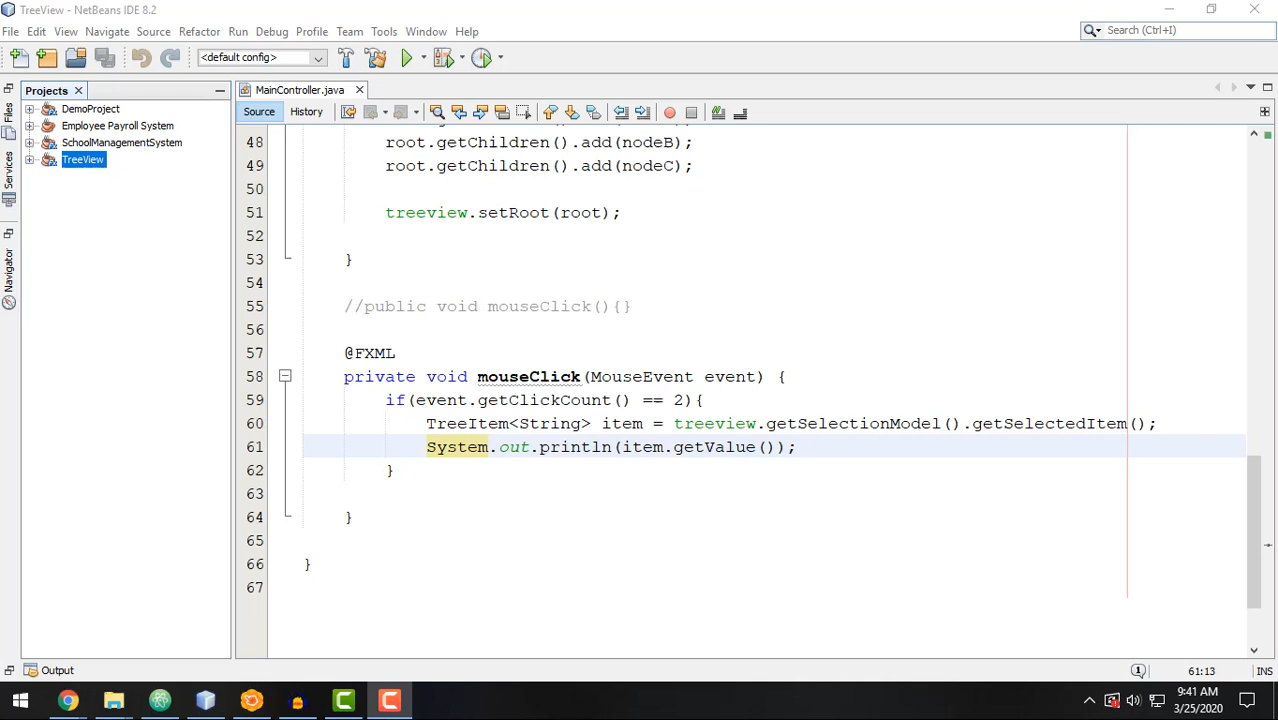 TreeView - NetBeans IDE 8.2
File Edit View Navigate Source Refactor Run Debug Profile Team Tools Window Help
Search (Ctrl+I)
<default config>
Projects
MainController.java
Files
Services
Navigator
DemoProject
Employee Payroll System
SchoolManagementSystem
TreeView
Source History
48 root.getChildren().add(nodeB);
49 root.getChildren().add(nodeC);
50
51 treeview.setRoot(root);
52
53 }
54
55 //public void mouseClick(){}
56
57 @FXML
58 private void mouseClick(MouseEvent event) {
59 if(event.getClickCount() == 2){
60 TreeItem<String> item = treeview.getSelectionModel().getSelectedItem();
61 System.out.println(item.getValue());
62 }
63
64 }
65
66 }
67
Output
1
61:13
INS
9:41 AM
3/25/2020